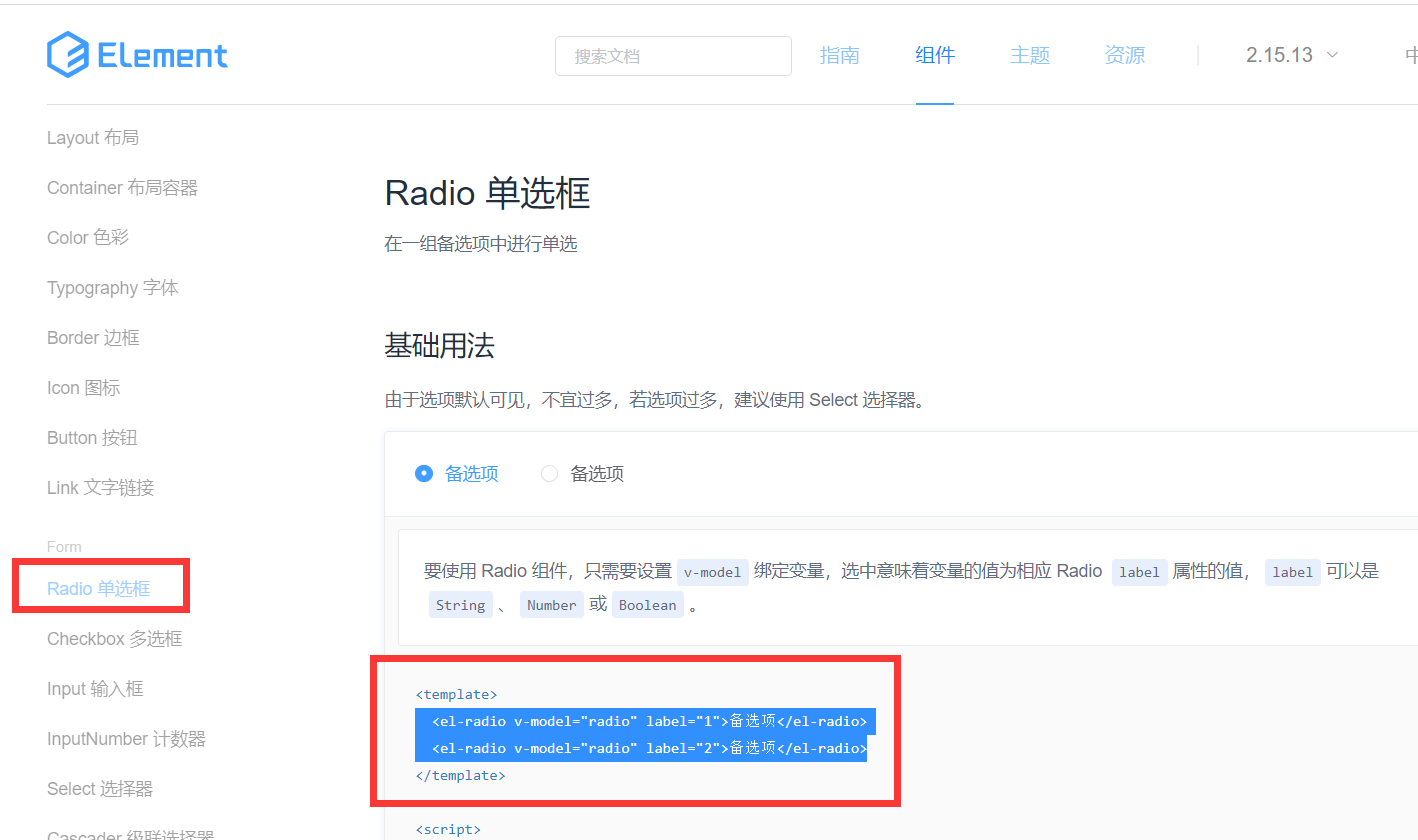 Element
搜索文档
指南
组件
主题
资源
2.15.13
中
Layout 布局
Container 布局容器
Color 色彩
Typography 字体
Border 边框
Icon 图标
Button 按钮
Link 文字链接
Form
Radio 单选框
Checkbox 多选框
Input 输入框
InputNumber 计数器
Select 选择器
Cascader 级联选择器
Radio 单选框
在一组备选项中进行单选
基础用法
由于选项默认可见，不宜过多，若选项过多，建议使用 Select 选择器。
备选项 备选项
要使用 Radio 组件，只需要设置 v-model 绑定变量，选中意味着变量的值为相应 Radio label 属性的值， label 可以是
String 、 Number 或 Boolean 。
<template>
<el-radio v-model="radio" label="1">备选项</el-radio>
<el-radio v-model="radio" label="2">备选项</el-radio>
</template>
<script>